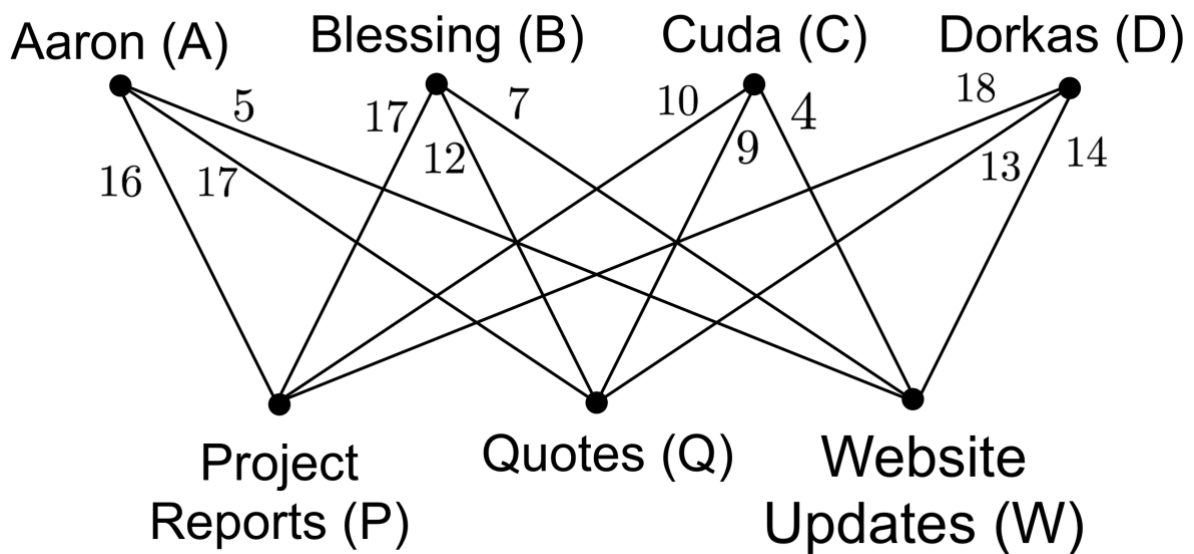 Aaron (A)
Blessing (B)
Cuda (C)
Dorkas (D)
5
17
7
10
4
18
16
17
12
9
13
14
Project
Reports (P)
Quotes (Q)
Website
Updates (W)